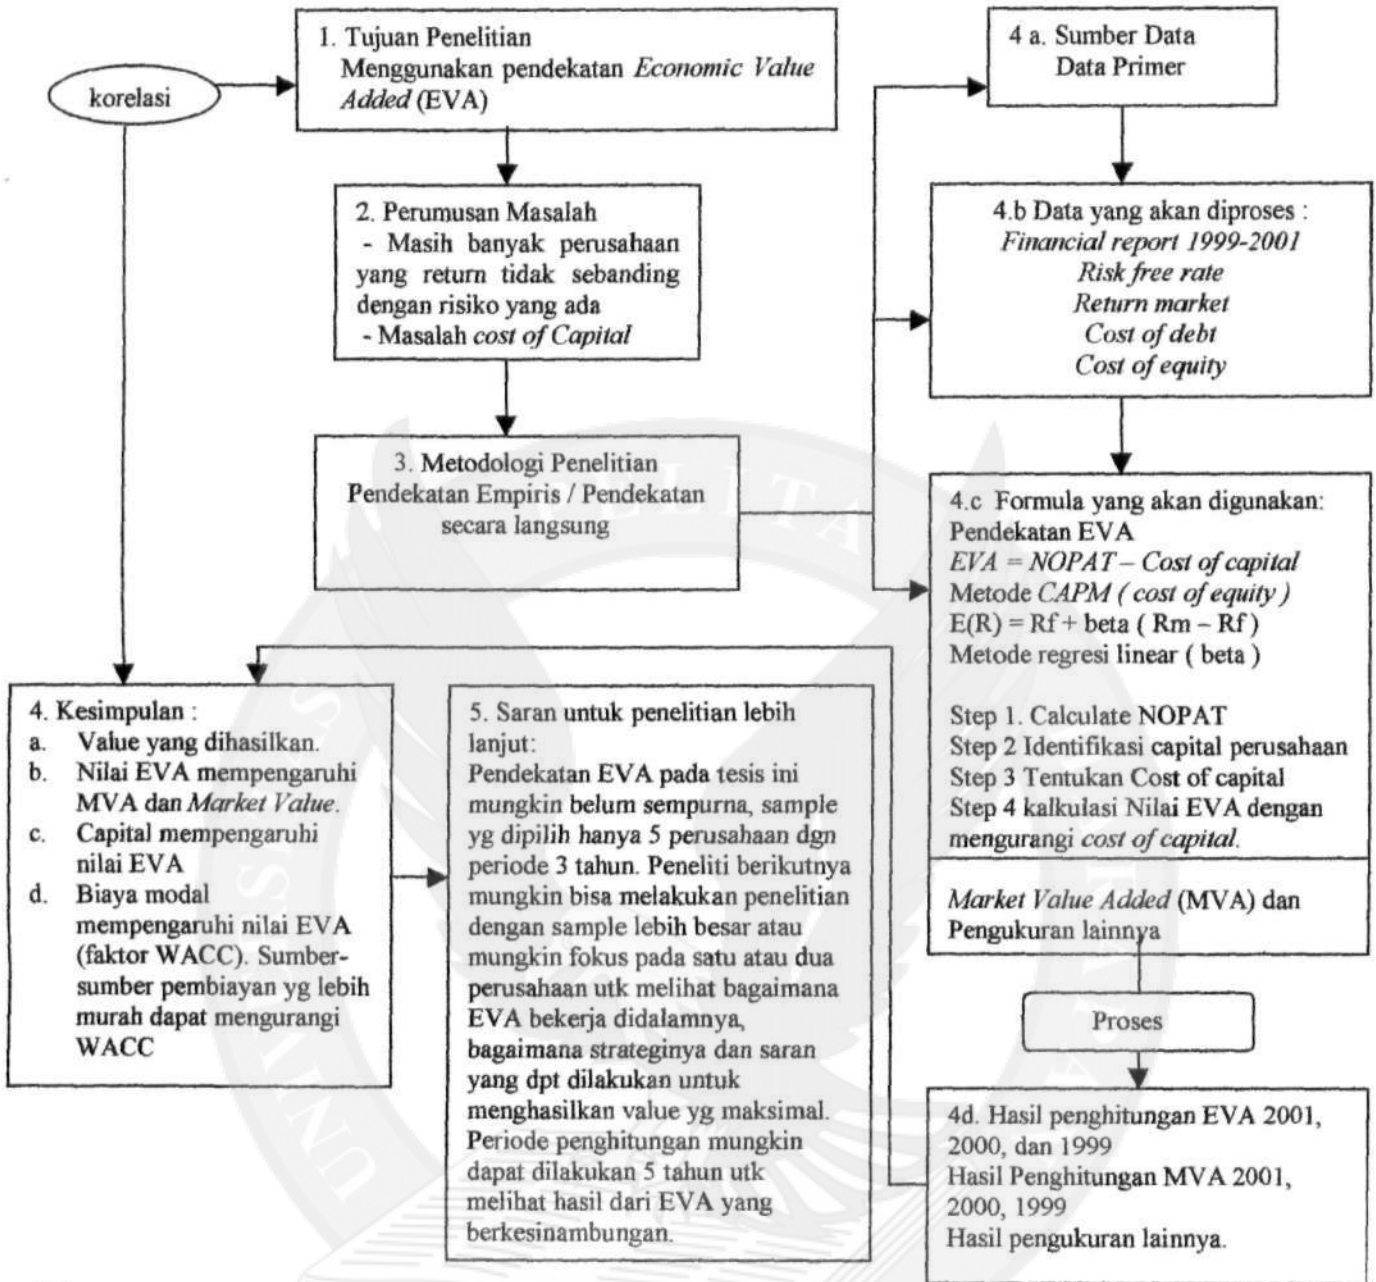 korelasi
1. Tujuan Penelitian
Menggunakan pendekatan Economic Value
Added (EVA)
2. Perumusan Masalah
- Masih banyak perusahaan
yang return tidak sebanding
dengan risiko yang ada
- Masalah cost of Capital
3. Metodologi Penelitian
Pendekatan Empiris / Pendekatan
secara langsung
4 a. Sumber Data
Data Primer
4.b Data yang akan diproses :
Financial report 1999-2001
Risk free rate
Return market
Cost of debt
Cost of equity
4.c Formula yang akan digunakan:
Pendekatan EVA
EVA = NOPAT – Cost of capital
Metode CAPM ( cost of equity )
E(R) = Rf + beta ( Rm – Rf )
Metode regresi linear ( beta )
Step 1. Calculate NOPAT
Step 2 Identifikasi capital perusahaan
Step 3 Tentukan Cost of capital
Step 4 kalkulasi Nilai EVA dengan
mengurangi cost of capital.
Market Value Added (MVA) dan
Pengukuran lainnya
Proses
4d. Hasil penghitungan EVA 2001,
2000, dan 1999
Hasil Penghitungan MVA 2001,
2000, 1999
Hasil pengukuran lainnya.
4. Kesimpulan :
a. Value yang dihasilkan.
b. Nilai EVA mempengaruhi
MVA dan Market Value.
c. Capital mempengaruhi
nilai EVA
d. Biaya modal
mempengaruhi nilai EVA
(faktor WACC). Sumber-
sumber pembiayan yg lebih
murah dapat mengurangi
WACC
5. Saran untuk penelitian lebih
lanjut:
Pendekatan EVA pada tesis ini
mungkin belum sempurna, sample
yg dipilih hanya 5 perusahaan dgn
periode 3 tahun. Peneliti berikutnya
mungkin bisa melakukan penelitian
dengan sample lebih besar atau
mungkin fokus pada satu atau dua
perusahaan utk melihat bagaimana
EVA bekerja didalamnya,
bagaimana strateginya dan saran
yang dpt dilakukan untuk
menghasilkan value yg maksimal.
Periode penghitungan mungkin
dapat dilakukan 5 tahun utk
melihat hasil dari EVA yang
berkesinambungan.